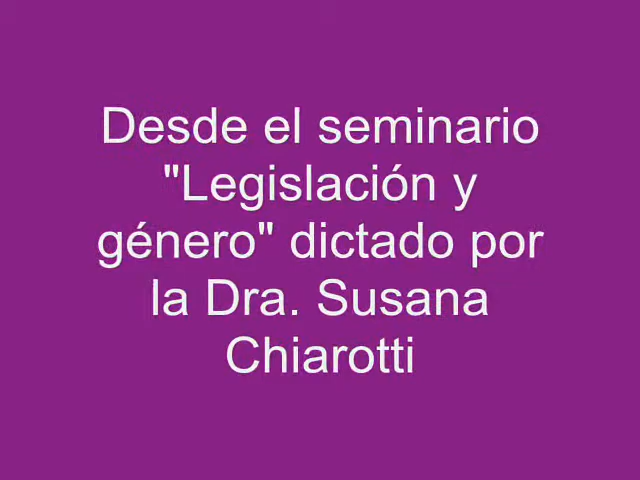 Desde el seminario
"Legislación y
género" dictado por
la Dra. Susana
Chiarotti